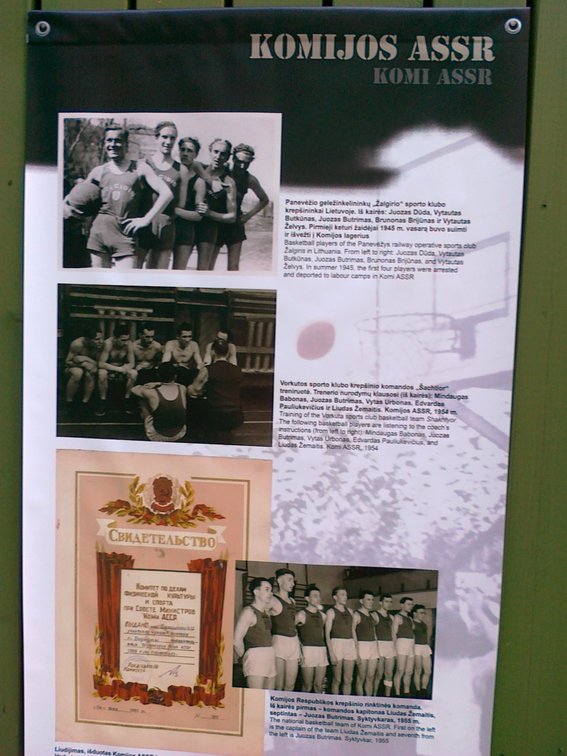 KOMIJOS ASSR
KOMI ASSR
Panevėžio geležinkelininkų „Žalgirio“ sporto klubo
krepšininkai Lietuvoje. Iš kairės: Juozas Dūda, Vytautas
Butkūnas, Juozas Butrimas, Brunonas Brijūnas ir Vytautas
Želvys. Pirmieji keturi žaidėjai 1945 m. vasarą buvo suimti
ir išvežti į Komijos lagerius
Basketball players of the Panevėžys railway operative sports club
Žalgiris in Lithuania. From left to right: Juozas Dūda, Vytautas
Butkūnas, Juozas Butrimas, Brunonas Brijūnas, and Vytautas
Želvys. In summer 1945, the first four players were arrested
and deported to labour camps in Komi ASSR
Vorkutos sporto klubo krepšinio komandos „Šachtior“
treniruotė. Trenerio nurodymų klausosi (iš kairės): Mindaugas
Babonas, Juozas Butrimas, Vytas Urbonas, Edvardas
Pauliukevičius ir Liudas Žemaitis. Komijos ASSR, 1954 m.
Training of the Vorkuta sports club basketball team Shakhtyor.
The following basketball players are listening to the coach's
instructions (from left to right): Mindaugas Babonas, Juozas
Butrimas, Vytas Urbonas, Edvardas Pauliukevičius, and
Liudas Žemaitis. Komi ASSR, 1954
Свидетельство
Комитет по делам
физической культуры
и спорта
при Совете Министров
Коми АССР
Komijos Respublikos krepšinio rinktinės komanda.
Iš kairės pirmas – komandos kapitonas Liudas Žemaitis,
septintas – Juozas Butrimas. Syktyvkaras, 1955 m.
The national basketball team of Komi ASSR. First on the left
is the captain of the team Liudas Žemaitis and seventh from
the left is Juozas Butrimas. Syktyvkar, 1955
Liudijimas, išduotas Komijos